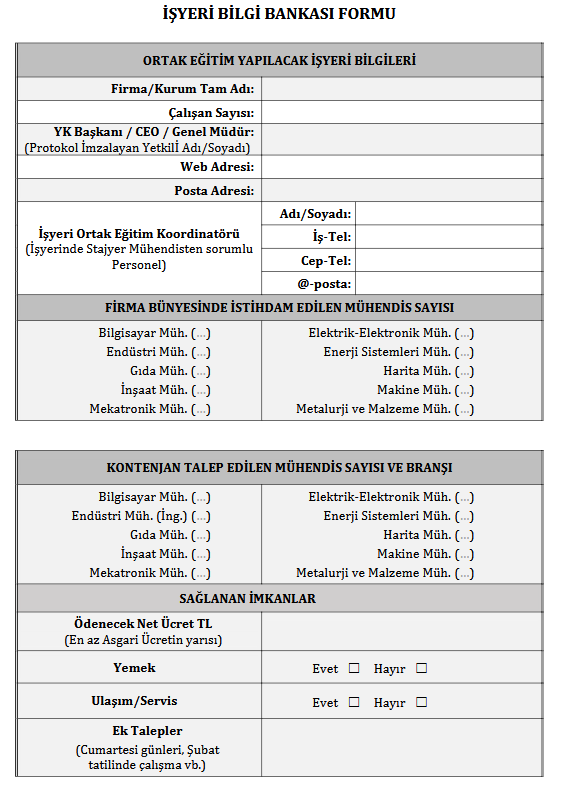 İŞYERİ BİLGİ BANKASI FORMU
ORTAK EĞİTİM YAPILACAK İŞYERİ BİLGİLERİ
Firma/Kurum Tam Adı:
Çalışan Sayısı:
YK Başkanı / CEO / Genel Müdür:
(Protokol İmzalayan Yetkilİ Adı/Soyadı)
Web Adresi:
Posta Adresi:
İşyeri Ortak Eğitim Koordinatörü
(İşyerinde Stajyer Mühendisten sorumlu
Personel)
Adı/Soyadı:
İş-Tel:
Cep-Tel:
@-posta:
FİRMA BÜNYESİNDE İSTİHDAM EDİLEN MÜHENDİS SAYISI
Bilgisayar Müh. (...) Elektrik-Elektronik Müh. (...)
Endüstri Müh. (...) Enerji Sistemleri Müh. (...)
Gıda Müh. (...) Harita Müh. (...)
İnşaat Müh. (...) Makine Müh. (...)
Mekatronik Müh. (...) Metalurji ve Malzeme Müh. (...)
KONTENJAN TALEP EDİLEN MÜHENDİS SAYISI VE BRANŞI
Bilgisayar Müh. (...) Elektrik-Elektronik Müh. (...)
Endüstri Müh. (İng.) (...) Enerji Sistemleri Müh. (...)
Gıda Müh. (...) Harita Müh. (...)
İnşaat Müh. (...) Makine Müh. (...)
Mekatronik Müh. (...) Metalurji ve Malzeme Müh. (...)
SAĞLANAN İMKANLAR
Ödenecek Net Ücret TL
(En az Asgari Ücretin yarısı)
Yemek Evet ☐ Hayır ☐
Ulaşım/Servis Evet ☐ Hayır ☐
Ek Talepler
(Cumartesi günleri, Şubat
tatilinde çalışma vb.)